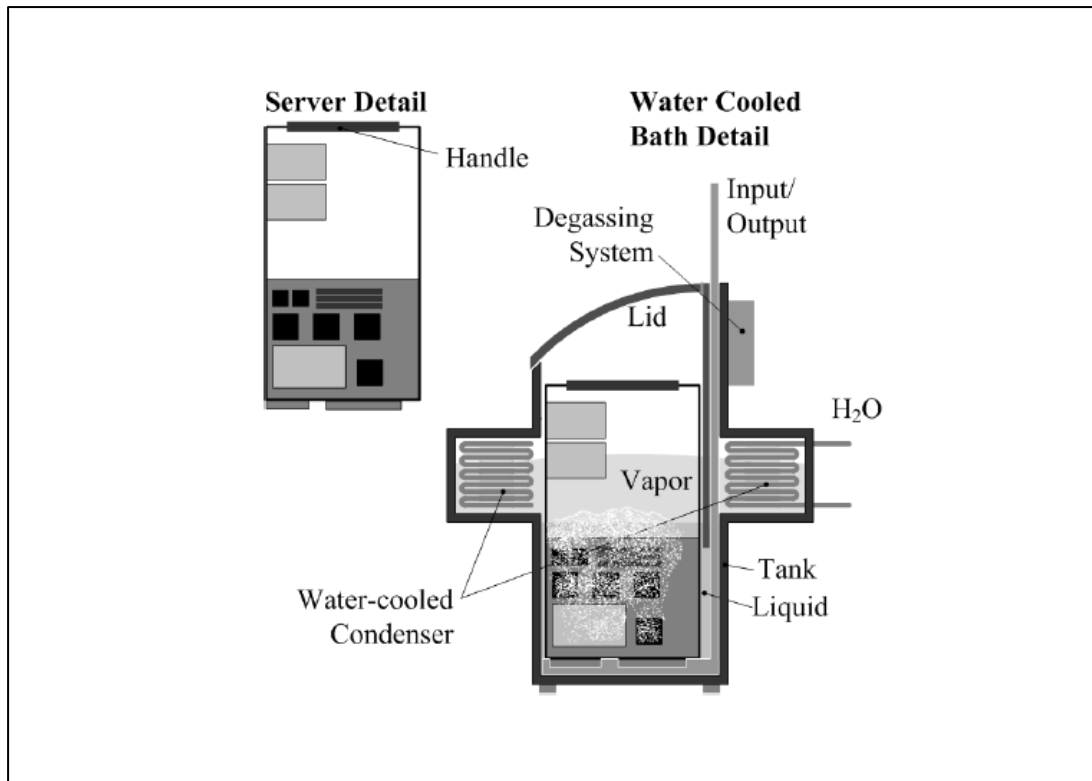 Server Detail
Handle
Water Cooled
Bath Detail
Input/
Output
Degassing
System
Lid
H₂O
Vapor
Tank
Liquid
Water-cooled
Condenser